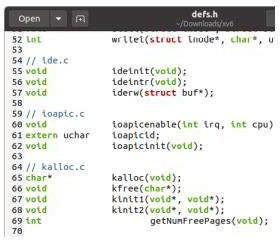 Open
defs.h
~/Downloads/xv6
52 int writei(struct inode*, char*, u
53
54 // ide.c
55 void ideinit(void);
56 void ideintr(void);
57 void iderw(struct buf*);
58
59 // ioapic.c
60 void ioapicenable(int irq, int cpu)
61 extern uchar ioapicid;
62 void ioapicinit(void);
63
64 // kalloc.c
65 char* kalloc(void);
66 void kfree(char*);
67 void kinit1(void*, void*);
68 void kinit2(void*, void*);
69 int getNumFreePages(void);
70